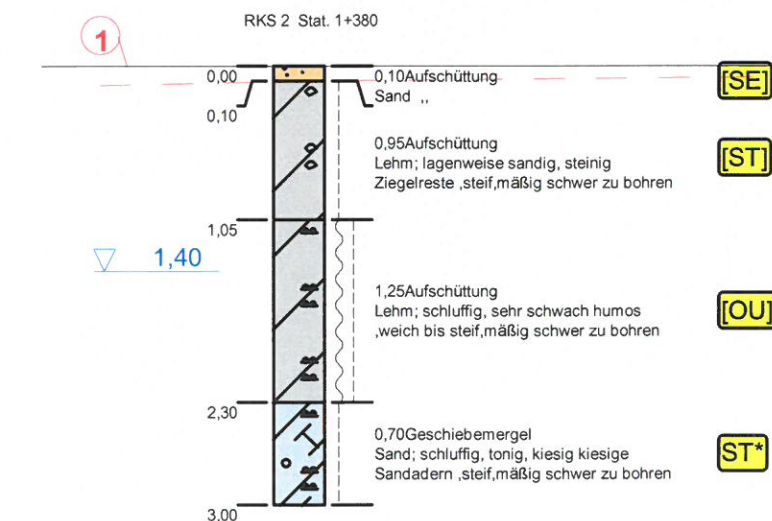 RKS 2 Stat. 1+380
1
0,00
0,10Aufschüttung
Sand ,,
[SE]
0,10
0,95Aufschüttung
Lehm; lagenweise sandig, steinig
Ziegelreste ,steif,mäßig schwer zu bohren
[ST]
1,05
1,40
1,25Aufschüttung
Lehm; schluffig, sehr schwach humos
,weich bis steif,mäßig schwer zu bohren
[OU]
2,30
0,70Geschiebemergel
Sand; schluffig, tonig, kiesig kiesige
Sandadern ,steif,mäßig schwer zu bohren
ST*
3,00